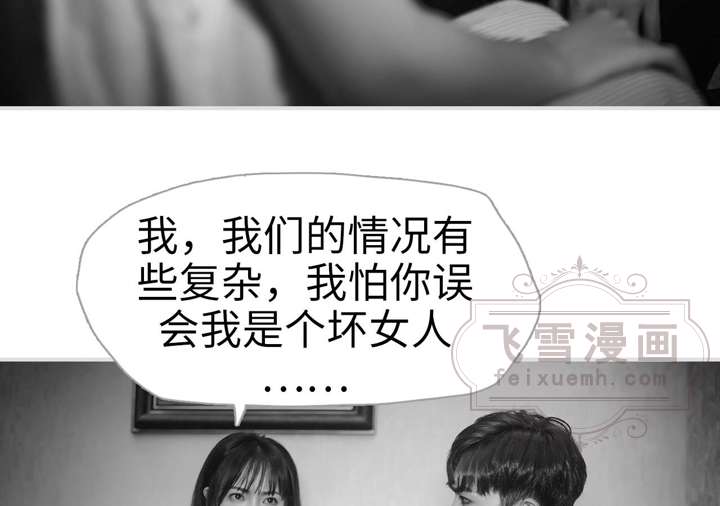 我，我们的情况有
些复杂，我怕你误
会我是个坏女人
……
飞雪漫画
feixuemh.com